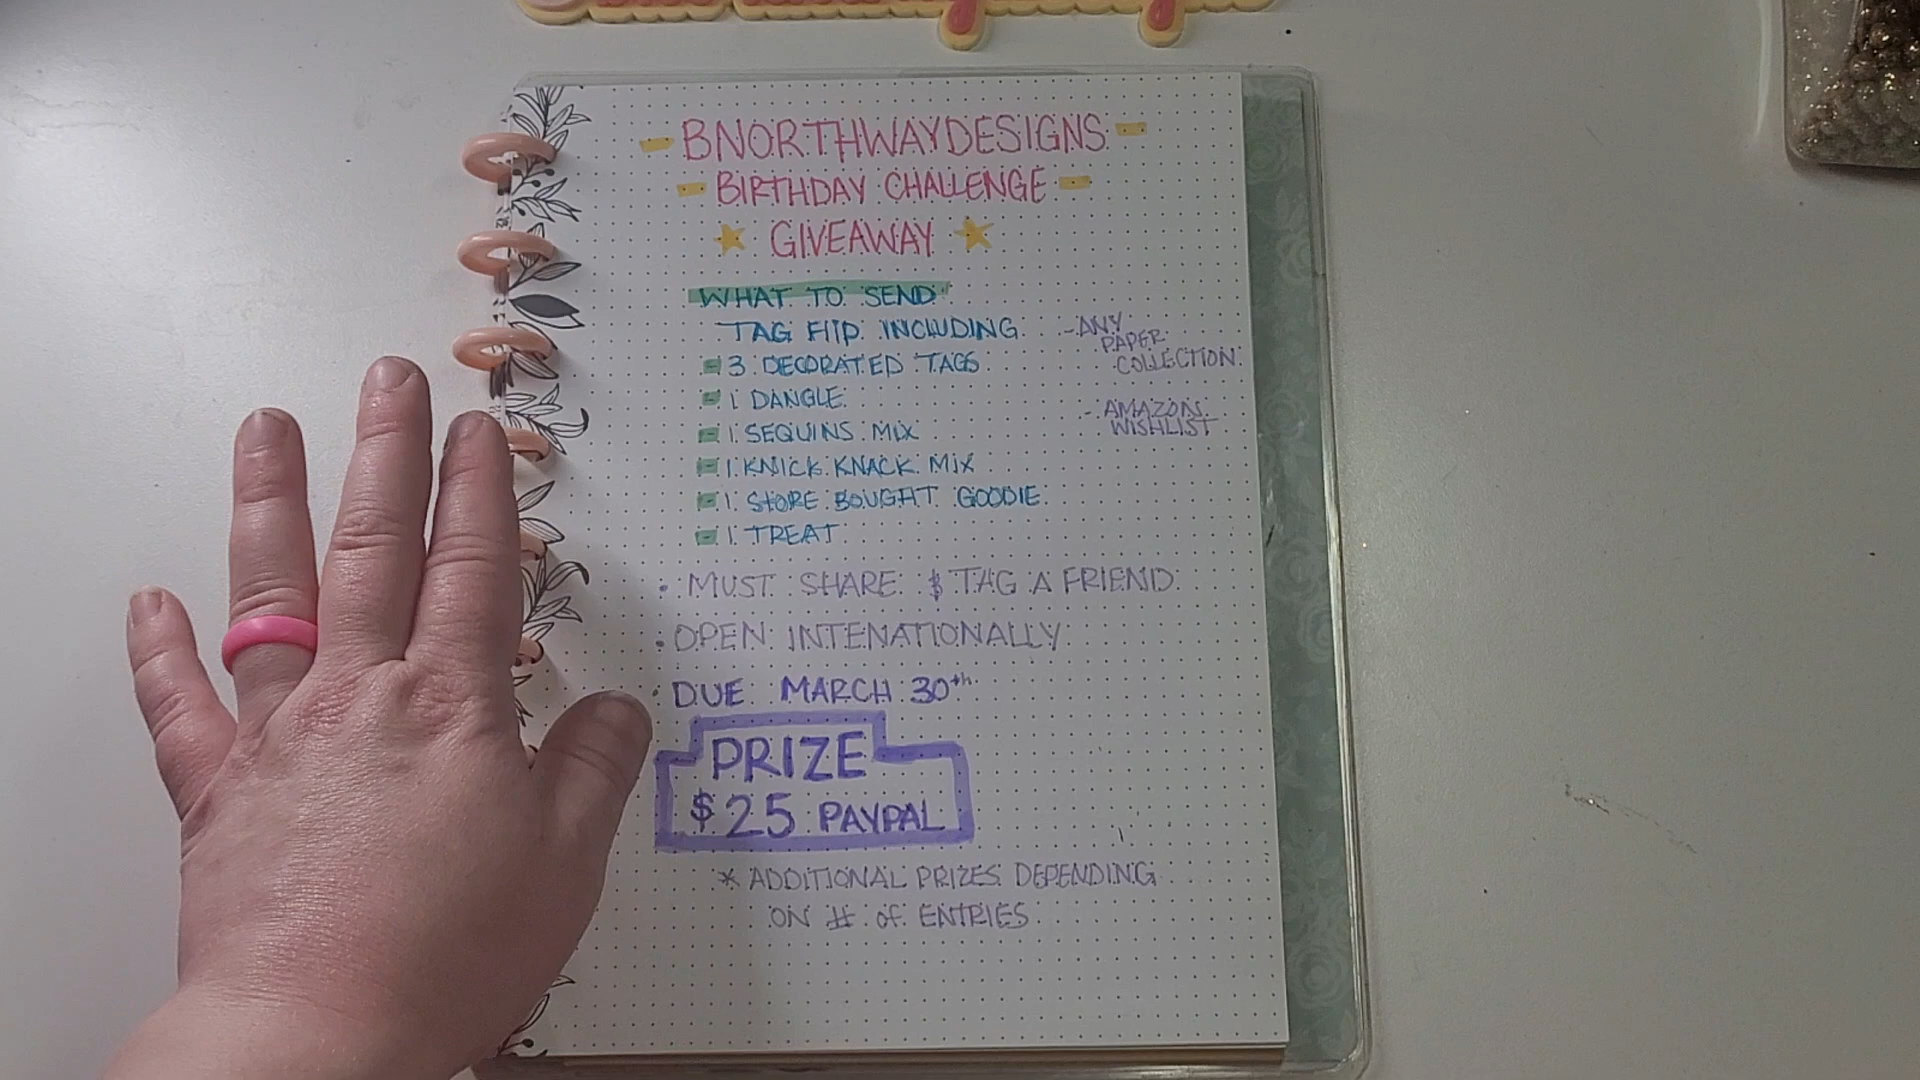 - BNORTHWAYDESIGNS -
- BIRTHDAY CHALLENGE -
GIVEAWAY
WHAT TO SEND
TAG FLIP INCLUDING
- 3 DECORATED TAGS
- 1 DANGLE
- 1 SEQUINS MIX
- 1 KNICK KNACK MIX
- 1 STORE BOUGHT GOODIE
- 1 TREAT
- ANY
PAPER
COLLECTION
- AMAZON
WISHLIST
• MUST SHARE & TAG A FRIEND
• OPEN INTENATIONALLY
• DUE MARCH 30th
PRIZE
$25 PAYPAL
* ADDITIONAL PRIZES DEPENDING
ON # of ENTRIES